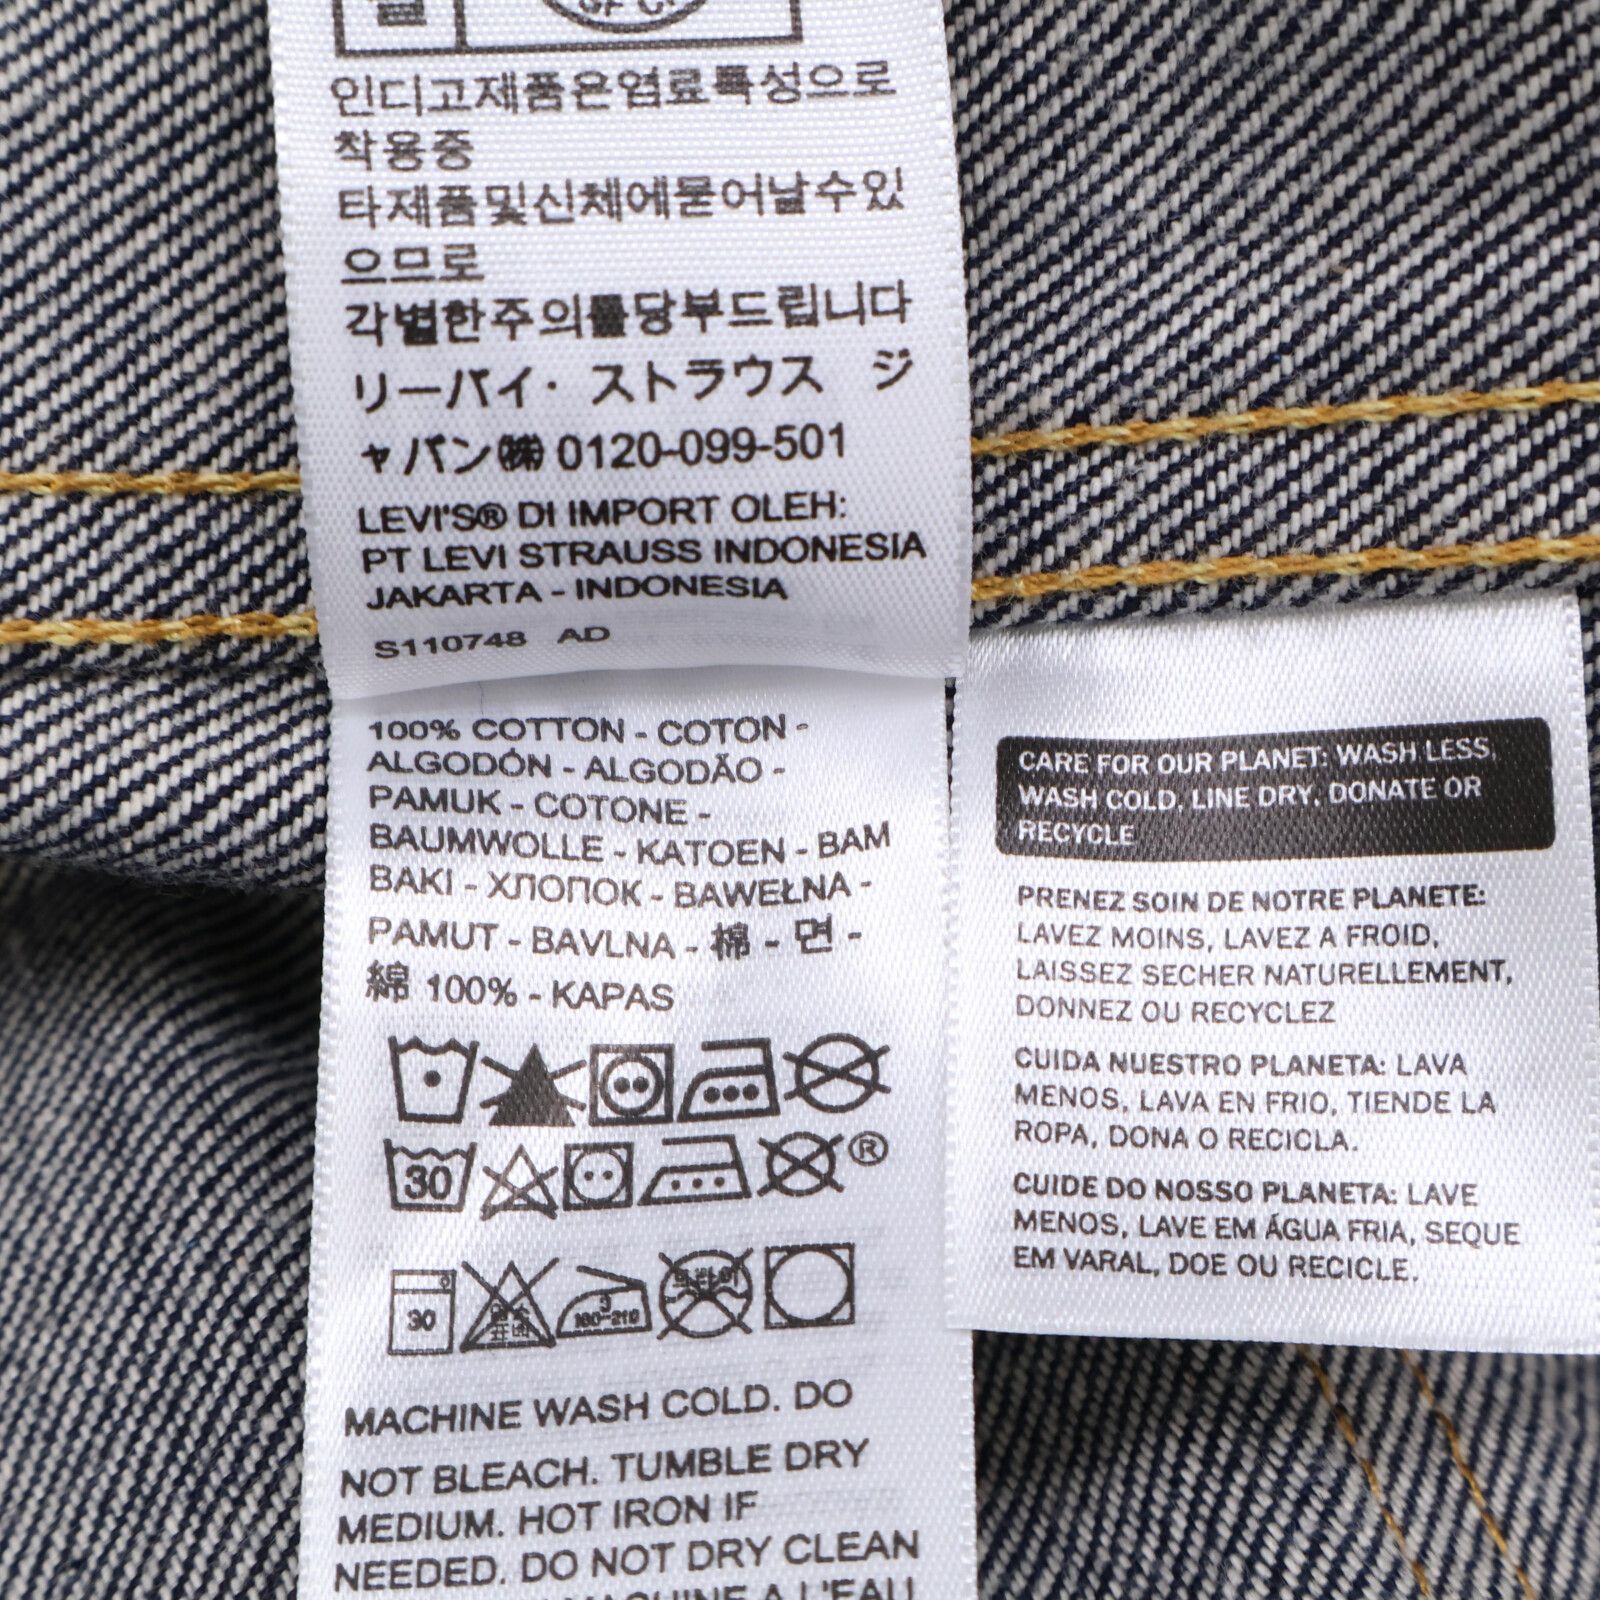 인디고제품은염료특성으로
착용중
타제품및신체에묻어날수있
으므로
각별한주의를당부드립니다
リーバイ・ストラウス ジ
ャパン㈱0120-099-501
LEVI'S® DI IMPORT OLEH:
PT LEVI STRAUSS INDONESIA
JAKARTA - INDONESIA
S110748 AD
100% COTTON - COTON -
ALGODÓN - ALGODÃO -
PAMUK - COTONE -
BAUMWOLLE - KATOEN - BAM
BAKI - ХЛОПОК - BAWEŁNA -
PAMUT - BAVLNA - 棉 - 면 -
綿 100% - KAPAS
30 ®
30
MACHINE WASH COLD. DO
NOT BLEACH. TUMBLE DRY
MEDIUM. HOT IRON IF
NEEDED. DO NOT DRY CLEAN
MACHINE A L'EAU
CARE FOR OUR PLANET: WASH LESS,
WASH COLD, LINE DRY, DONATE OR
RECYCLE
PRENEZ SOIN DE NOTRE PLANETE:
LAVEZ MOINS, LAVEZ A FROID,
LAISSEZ SECHER NATURELLEMENT,
DONNEZ OU RECYCLEZ
CUIDA NUESTRO PLANETA: LAVA
MENOS, LAVA EN FRIO, TIENDE LA
ROPA, DONA O RECICLA.
CUIDE DO NOSSO PLANETA: LAVE
MENOS, LAVE EM ÁGUA FRIA, SEQUE
EM VARAL, DOE OU RECICLE.